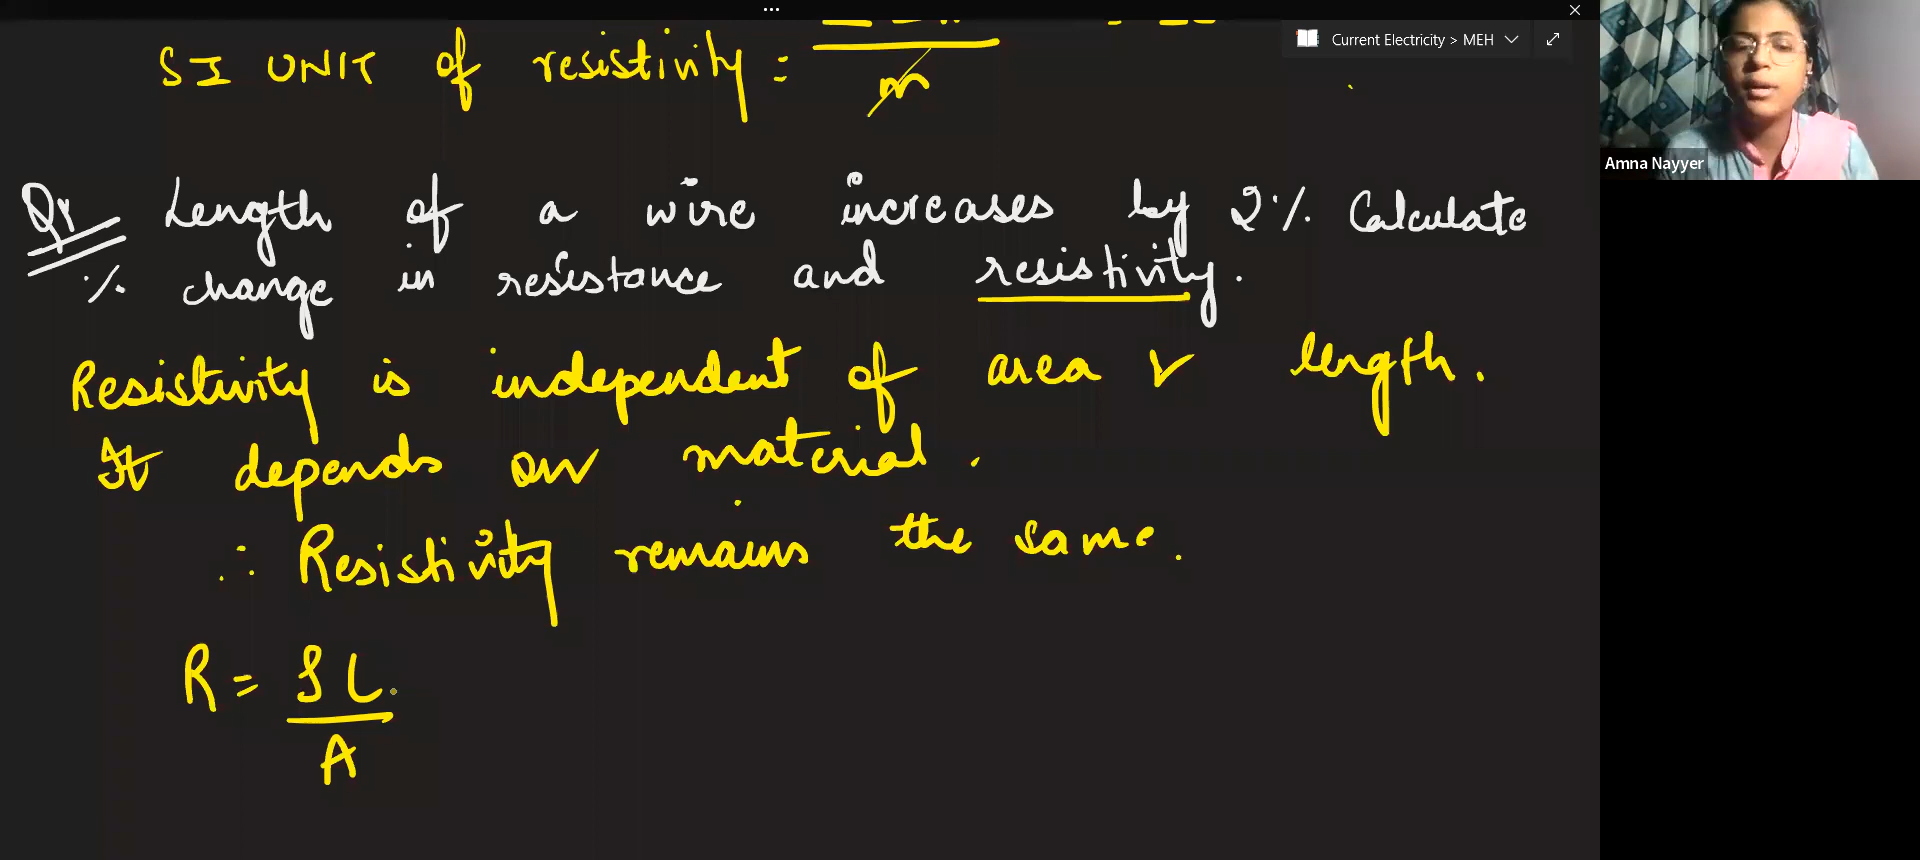 SI UNIT of resistivity =
m
Current Electricity > MEH
Amna Nayyer
Length of a wire increases by 2% Calculate
% change in resistance and resistivity.
Resistivity is independent of area & length.
It depends on material.
∴ Resistivity remains the same.
R = ρL
A